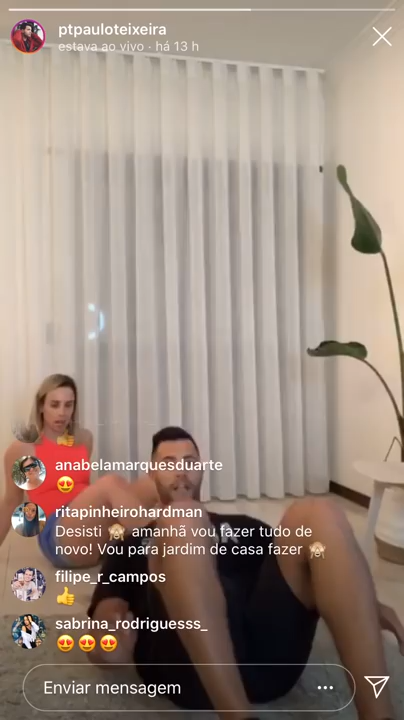 ptpauloteixeira
estava ao vivo · há 13 h
anabelamarquesduarte
😍
ritapinheirohardman
Desisti 🙈 amanhã vou fazer tudo de
novo! Vou para jardim de casa fazer 🙈
filipe_r_campos
👍
sabrina_rodriguesss_
😍😍😍
Enviar mensagem